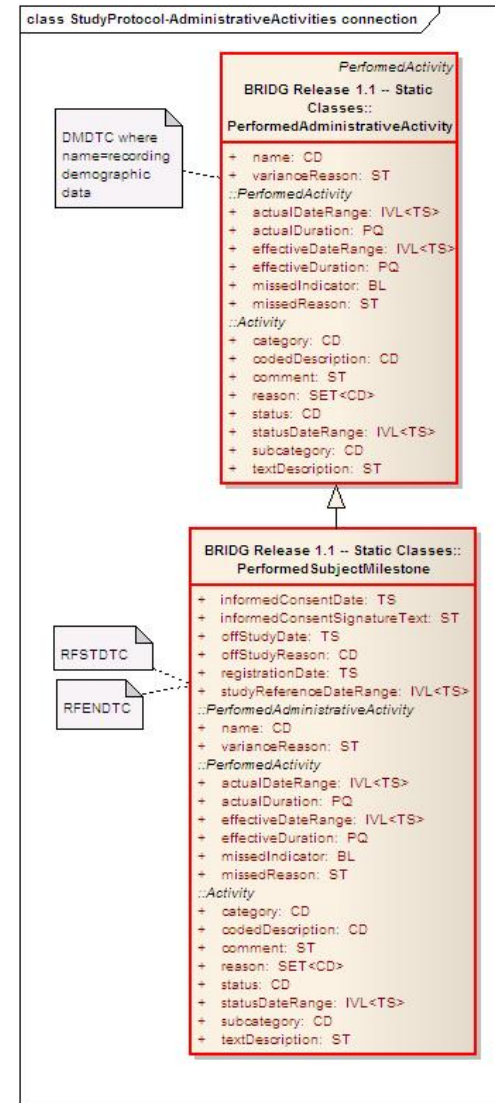 class StudyProtocol-AdministrativeActivities connection
PerformedActivity
BRIDG Release 1.1 -- Static
Classes::
PerformedAdministrativeActivity
DMDTC where
name=recording
demographic
data
+ name: CD
+ varianceReason: ST
::PerformedActivity
+ actualDateRange: IVL<TS>
+ actualDuration: PQ
+ effectiveDateRange: IVL<TS>
+ effectiveDuration: PQ
+ missedIndicator: BL
+ missedReason: ST
::Activity
+ category: CD
+ codedDescription: CD
+ comment: ST
+ reason: SET<CD>
+ status: CD
+ statusDateRange: IVL<TS>
+ subcategory: CD
+ textDescription: ST
BRIDG Release 1.1 -- Static Classes::
PerformedSubjectMilestone
+ informedConsentDate: TS
+ informedConsentSignatureText: ST
+ offStudyDate: TS
+ offStudyReason: CD
+ registrationDate: TS
+ studyReferenceDateRange: IVL<TS>
RFSTDTC
RFENDTC
::PerformedAdministrativeActivity
+ name: CD
+ varianceReason: ST
::PerformedActivity
+ actualDateRange: IVL<TS>
+ actualDuration: PQ
+ effectiveDateRange: IVL<TS>
+ effectiveDuration: PQ
+ missedIndicator: BL
+ missedReason: ST
::Activity
+ category: CD
+ codedDescription: CD
+ comment: ST
+ reason: SET<CD>
+ status: CD
+ statusDateRange: IVL<TS>
+ subcategory: CD
+ textDescription: ST